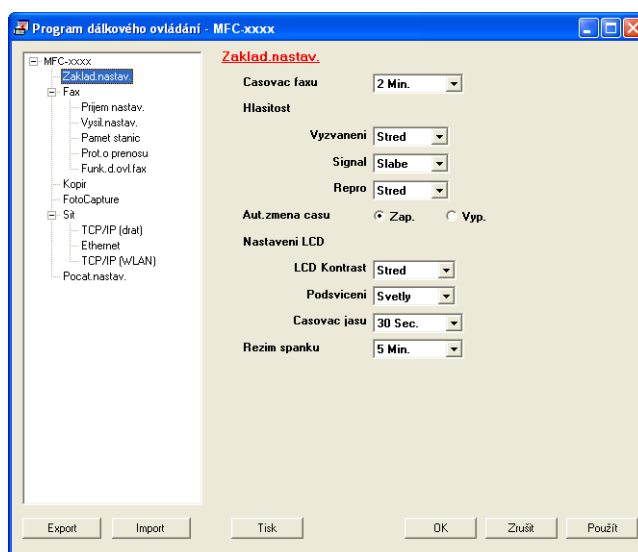 Program dálkového ovládání - MFC-xxxx
MFC-xxxx
Zaklad.nastav.
Fax
Prijem nastav.
Vysil.nastav.
Pamet stanic
Prot.o prenosu
Funk.d.ovl.fax
Kopir
FotoCapture
Sit
TCP/IP (drat)
Ethernet
TCP/IP (WLAN)
Pocat.nastav.
Zaklad.nastav.
Casovac faxu 2 Min.
Hlasitost
Vyzvaneni Stred
Signal Slabe
Repro Stred
Aut.zmena casu Zap. Vyp.
Nastaveni LCD
LCD Kontrast Stred
Podsviceni Svetly
Casovac jasu 30 Sec.
Rezim spanku 5 Min.
Export Import Tisk OK Zrušit Použít